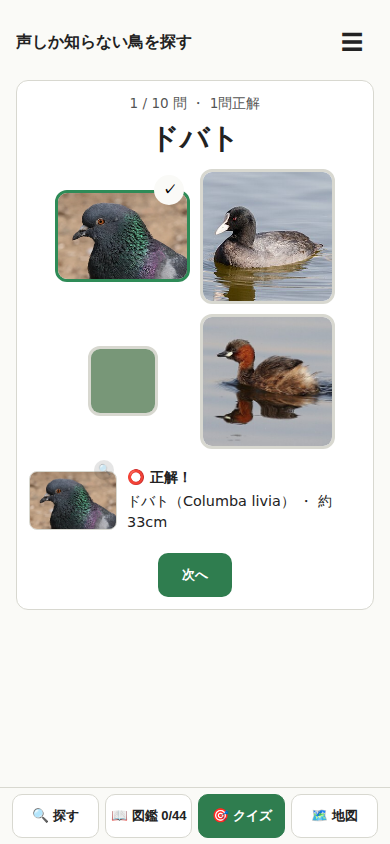 声しか知らない鳥を探す
1 / 10 問 ・ 1問正解
ドバト
✓
⭕ 正解！
ドバト（Columba livia） ・ 約
33cm
次へ
🔍 探す
📖 図鑑 0/44
🎯 クイズ
🗺️ 地図